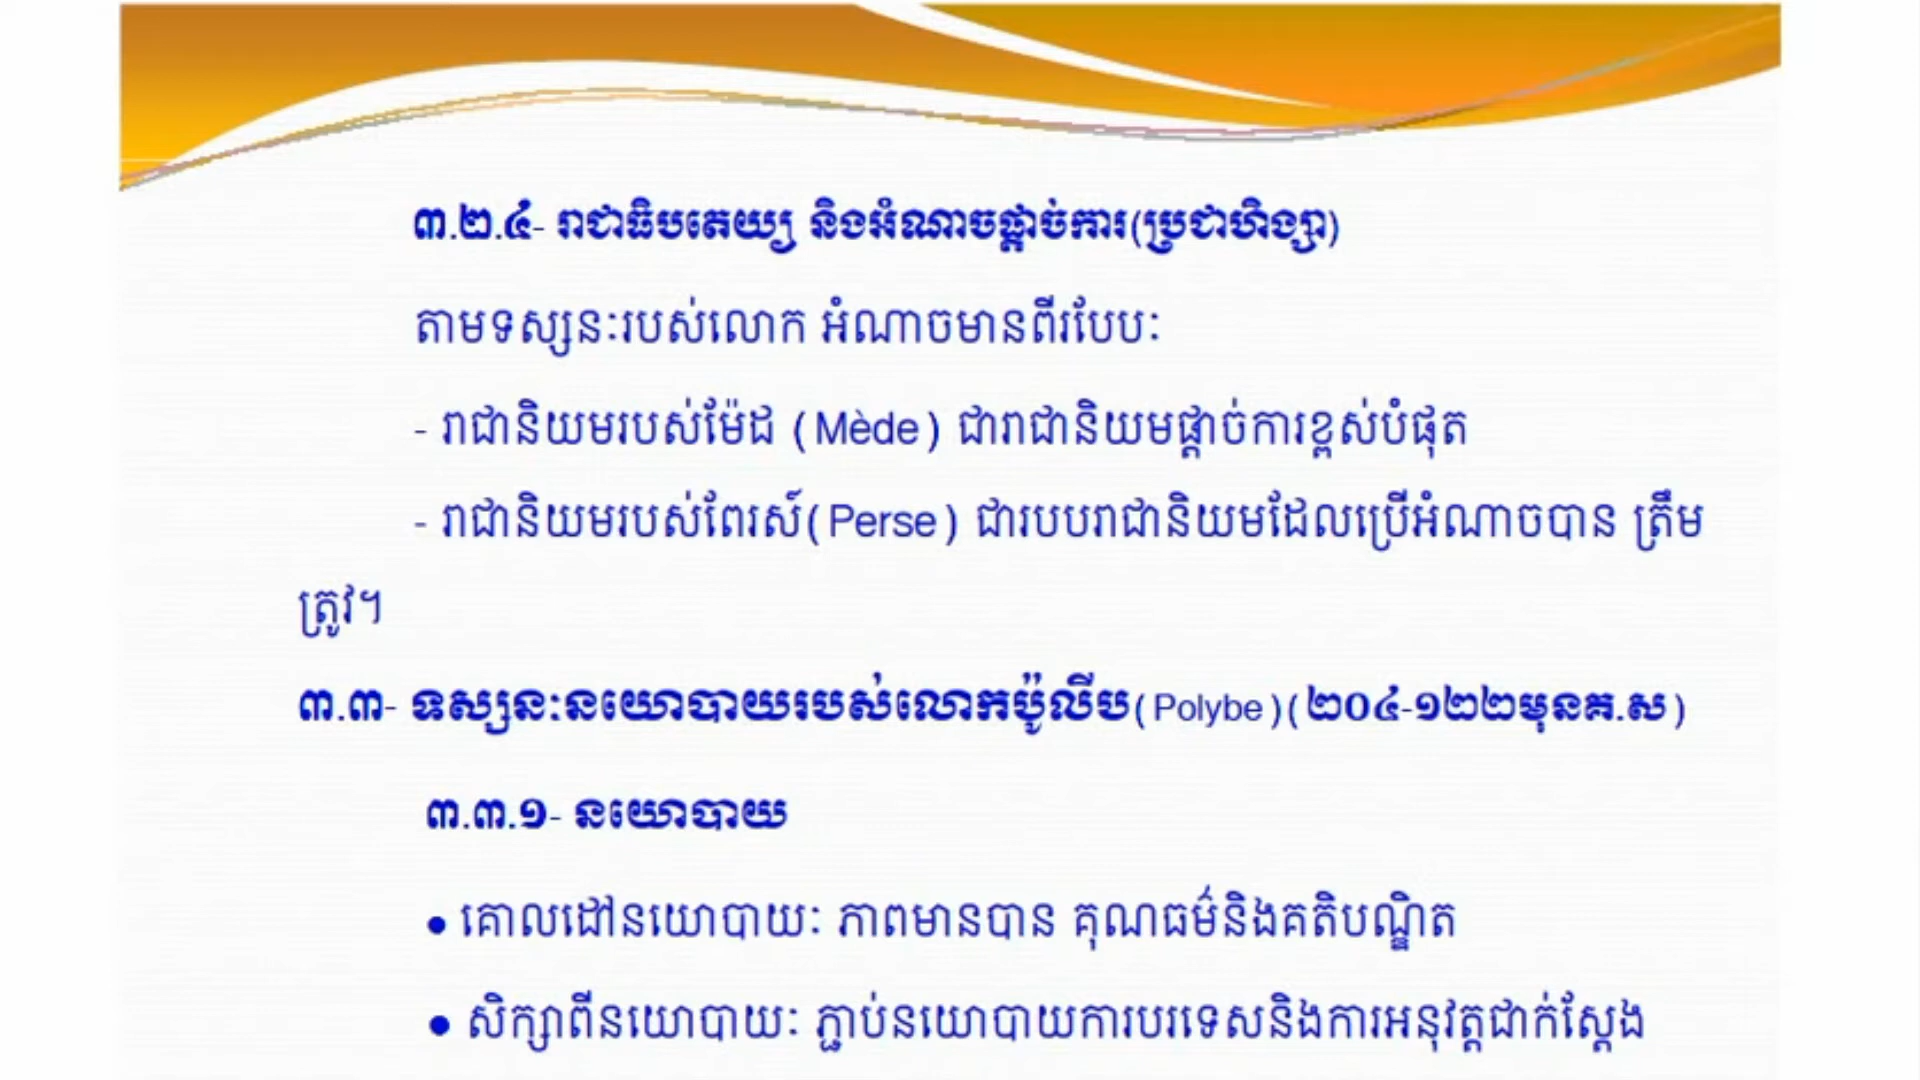 ៣.២.៤- រាជាធិបតេយ្យ និងអំណាចផ្តាច់ការ(ប្រជាហិង្សា)
តាមទស្សនៈរបស់លោក អំណាចមានពីរបែបៈ
- រាជានិយមរបស់ម៉ែដ (Mède) ជារាជានិយមផ្តាច់ការខ្ពស់បំផុត
- រាជានិយមរបស់ពែរស៍(Perse) ជារបបរាជានិយមដែលប្រើអំណាចបាន ត្រឹម
ត្រូវ។
៣.៣- ទស្សនៈនយោបាយរបស់លោកប៉ូលីប(Polybe)(២០៤-១២២មុនគ.ស)
៣.៣.១- នយោបាយ
● គោលដៅនយោបាយៈ ភាពមានបាន គុណធម៌និងគតិបណ្ឌិត
● សិក្សាពីនយោបាយៈ ភ្ជាប់នយោបាយការបរទេសនិងការអនុវត្តជាក់ស្តែង